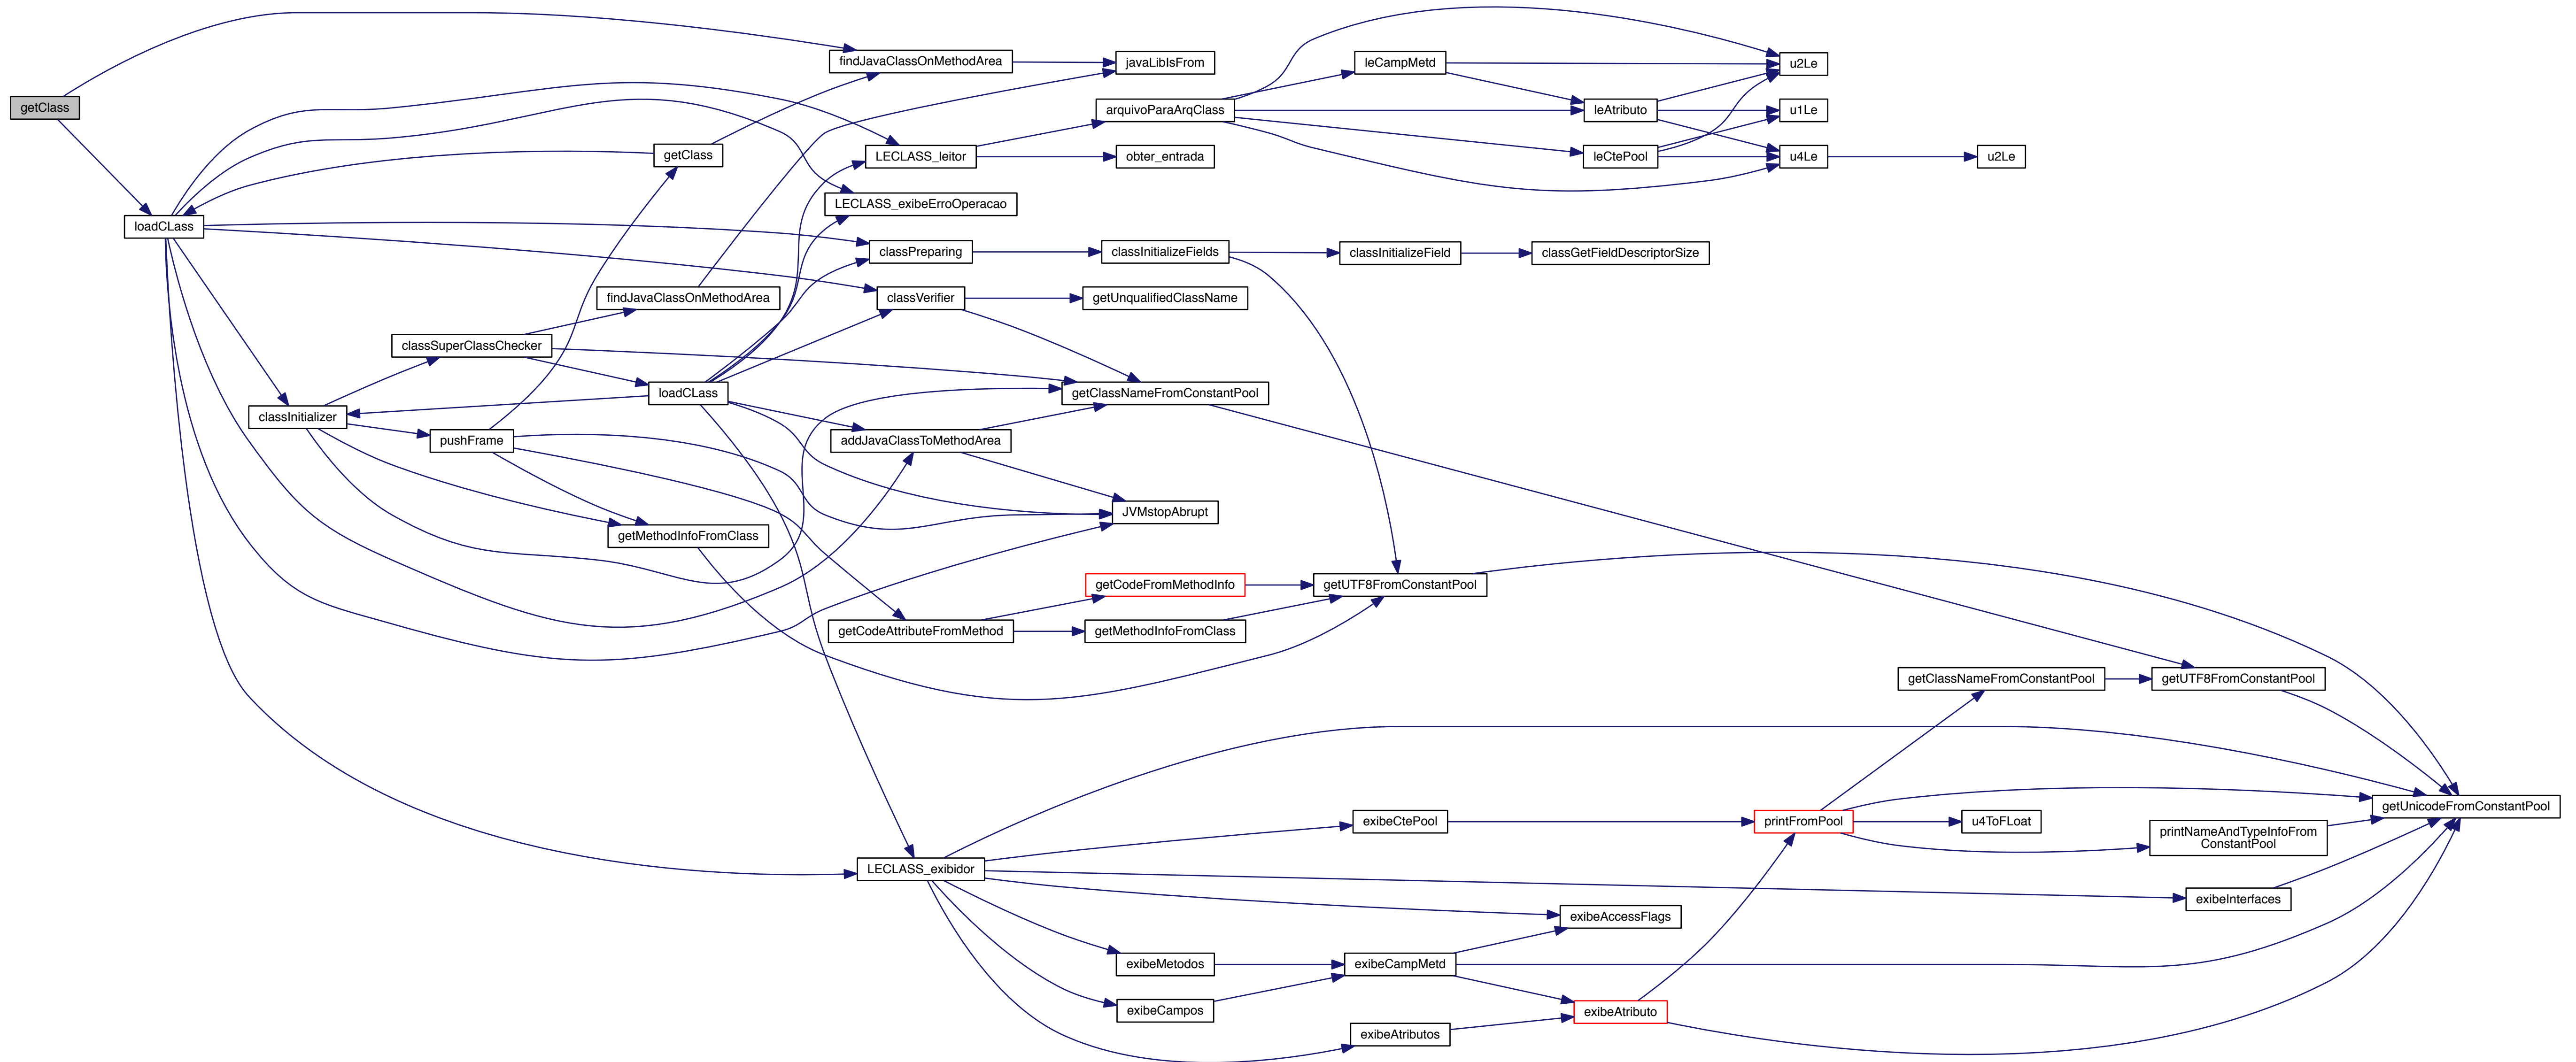 getClass
loadCLass
classInitializer
classSuperClassChecker
pushFrame
findJavaClassOnMethodArea
getMethodInfoFromClass
getClass
loadCLass
findJavaClassOnMethodArea
LECLASS_leitor
LECLASS_exibeErroOperacao
classPreparing
classVerifier
addJavaClassToMethodArea
getCodeAttributeFromMethod
LECLASS_exibidor
javaLibIsFrom
arquivoParaArqClass
obter_entrada
classInitializeFields
getUnqualifiedClassName
getClassNameFromConstantPool
JVMstopAbrupt
getCodeFromMethodInfo
getMethodInfoFromClass
exibeMetodos
exibeCampos
leCampMetd
classInitializeField
getUTF8FromConstantPool
exibeCtePool
exibeCampMetd
exibeAtributos
leAtributo
leCtePool
classGetFieldDescriptorSize
exibeAccessFlags
exibeAtributo
u2Le
u1Le
u4Le
printFromPool
u2Le
getClassNameFromConstantPool
u4ToFLoat
getUTF8FromConstantPool
printNameAndTypeInfoFrom
ConstantPool
exibeInterfaces
getUnicodeFromConstantPool